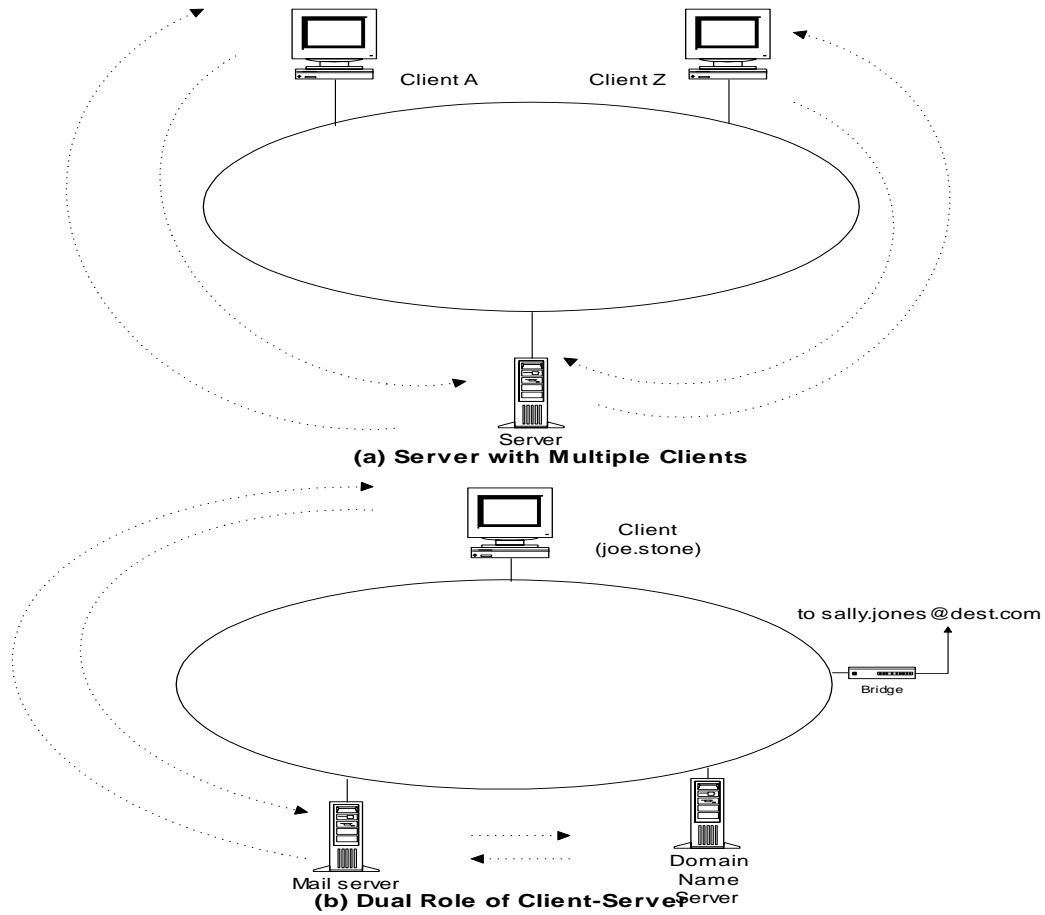 Client A
Client Z
Server
(a) Server with Multiple Clients
Client
(joe.stone)
to sally.jones@dest.com
Bridge
Mail server
Domain
Name
Server
(b) Dual Role of Client-Server